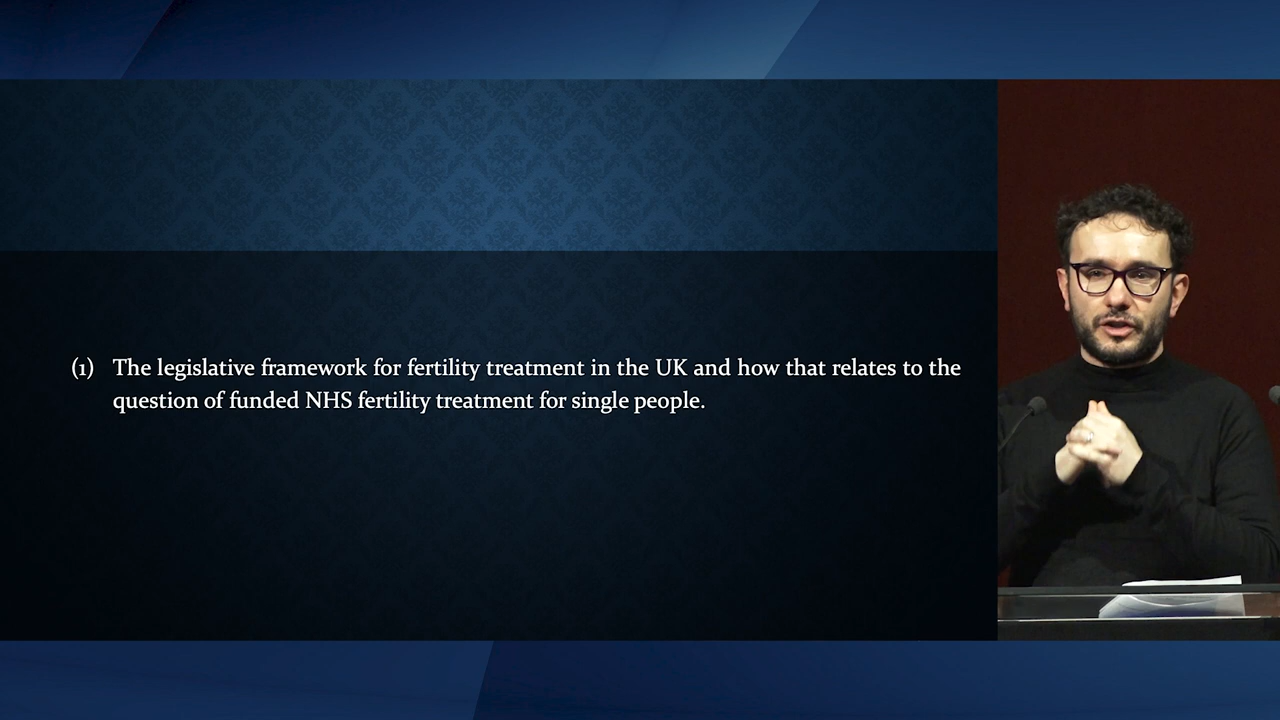 (1) The legislative framework for fertility treatment in the UK and how that relates to the
question of funded NHS fertility treatment for single people.